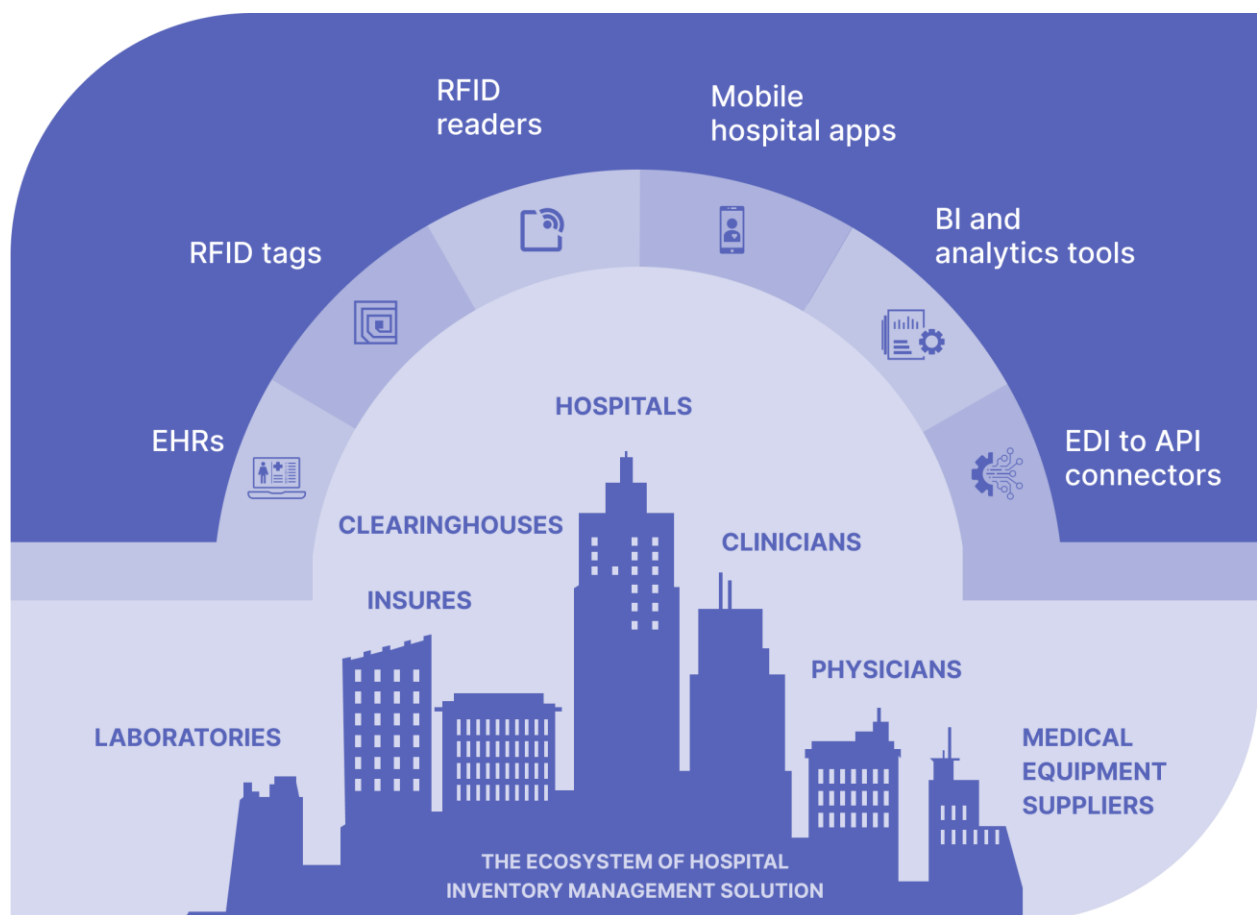 RFID
readers
Mobile
hospital apps
RFID tags
BI and
analytics tools
EHRs
EDI to API
connectors
HOSPITALS
CLEARINGHOUSES
CLINICIANS
INSURES
PHYSICIANS
LABORATORIES
MEDICAL
EQUIPMENT
SUPPLIERS
THE ECOSYSTEM OF HOSPITAL
INVENTORY MANAGEMENT SOLUTION